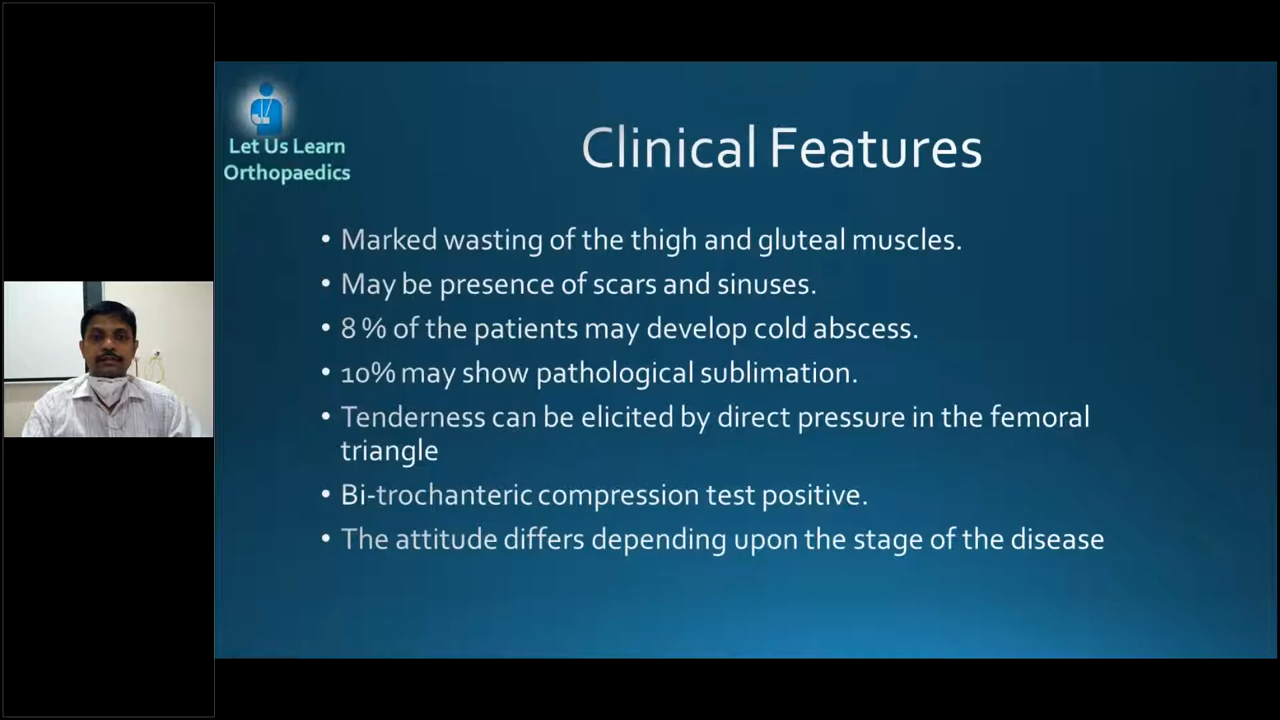 Let Us Learn
Orthopaedics
Clinical Features
• Marked wasting of the thigh and gluteal muscles.
• May be presence of scars and sinuses.
• 8 % of the patients may develop cold abscess.
• 10% may show pathological sublimation.
• Tenderness can be elicited by direct pressure in the femoral
triangle
• Bi-trochanteric compression test positive.
• The attitude differs depending upon the stage of the disease